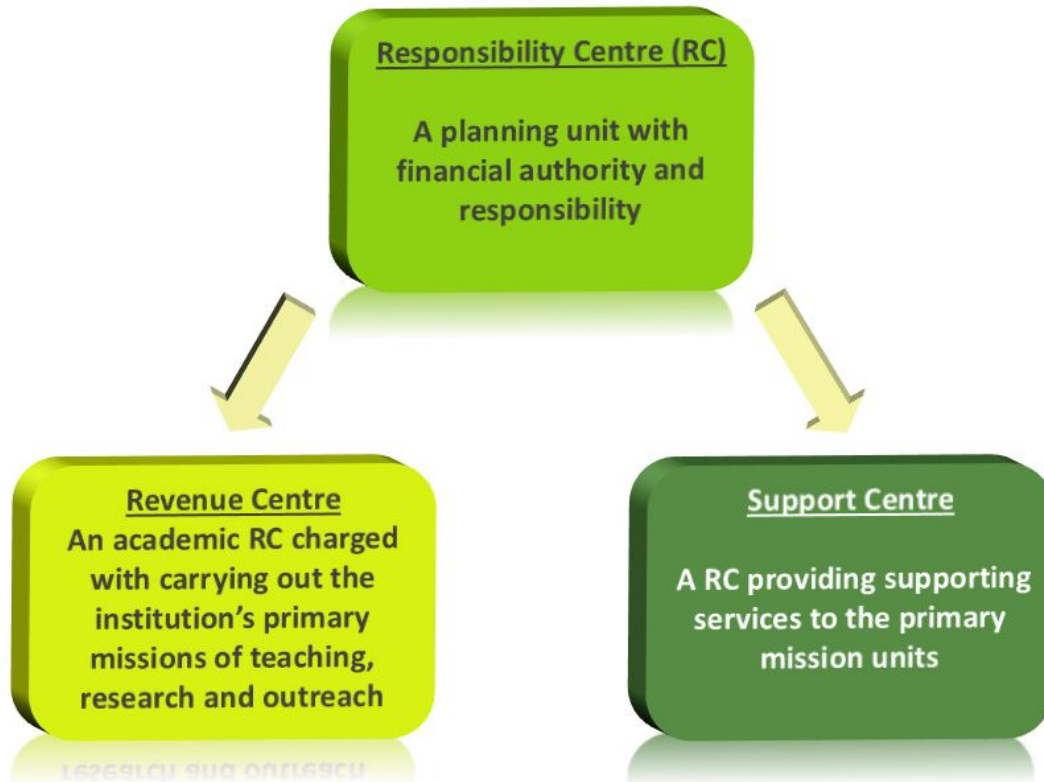 Responsibility Centre (RC)
A planning unit with
financial authority and
responsibility
Revenue Centre
An academic RC charged
with carrying out the
institution’s primary
missions of teaching,
research and outreach
Support Centre
A RC providing supporting
services to the primary
mission units